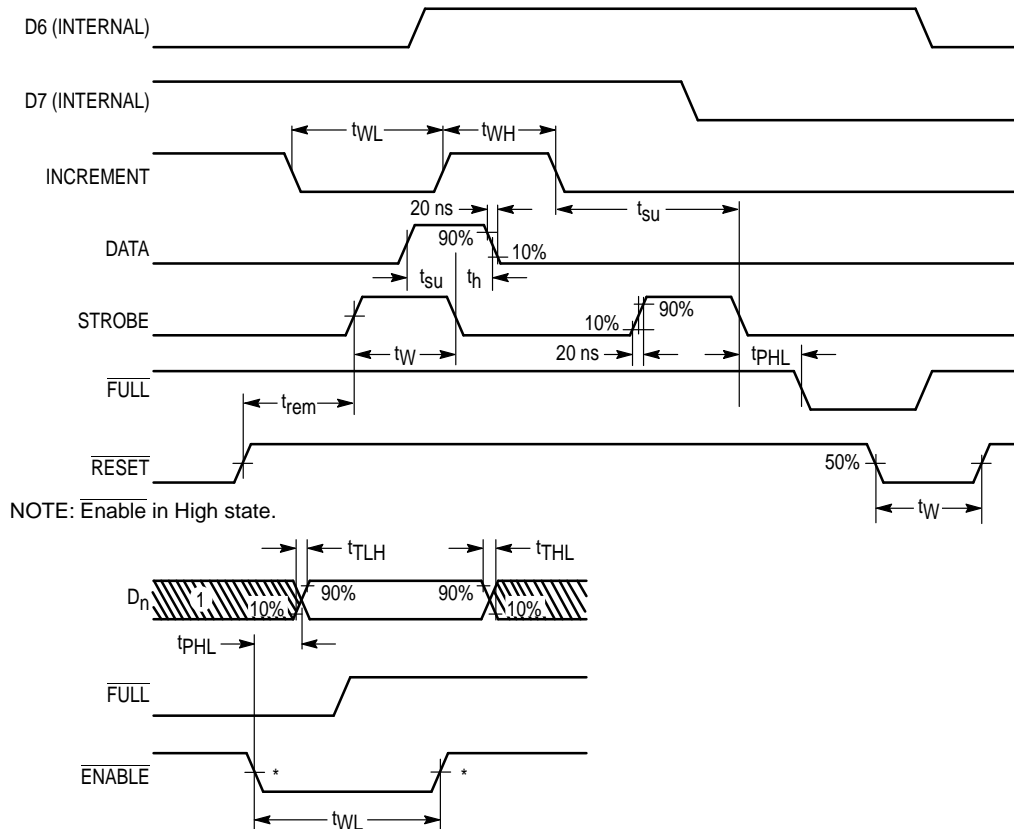 D6 (INTERNAL)
D7 (INTERNAL)
tWL
tWH
INCREMENT
20 ns
tsu
DATA
90%
10%
tsu
th
STROBE
10%
90%
tW
20 ns
tPHL
FULL
trem
RESET
50%
NOTE: Enable in High state.
tW
tTLH
tTHL
Dn
1
10%
90%
90%
10%
tPHL
FULL
ENABLE
*
*
tWL